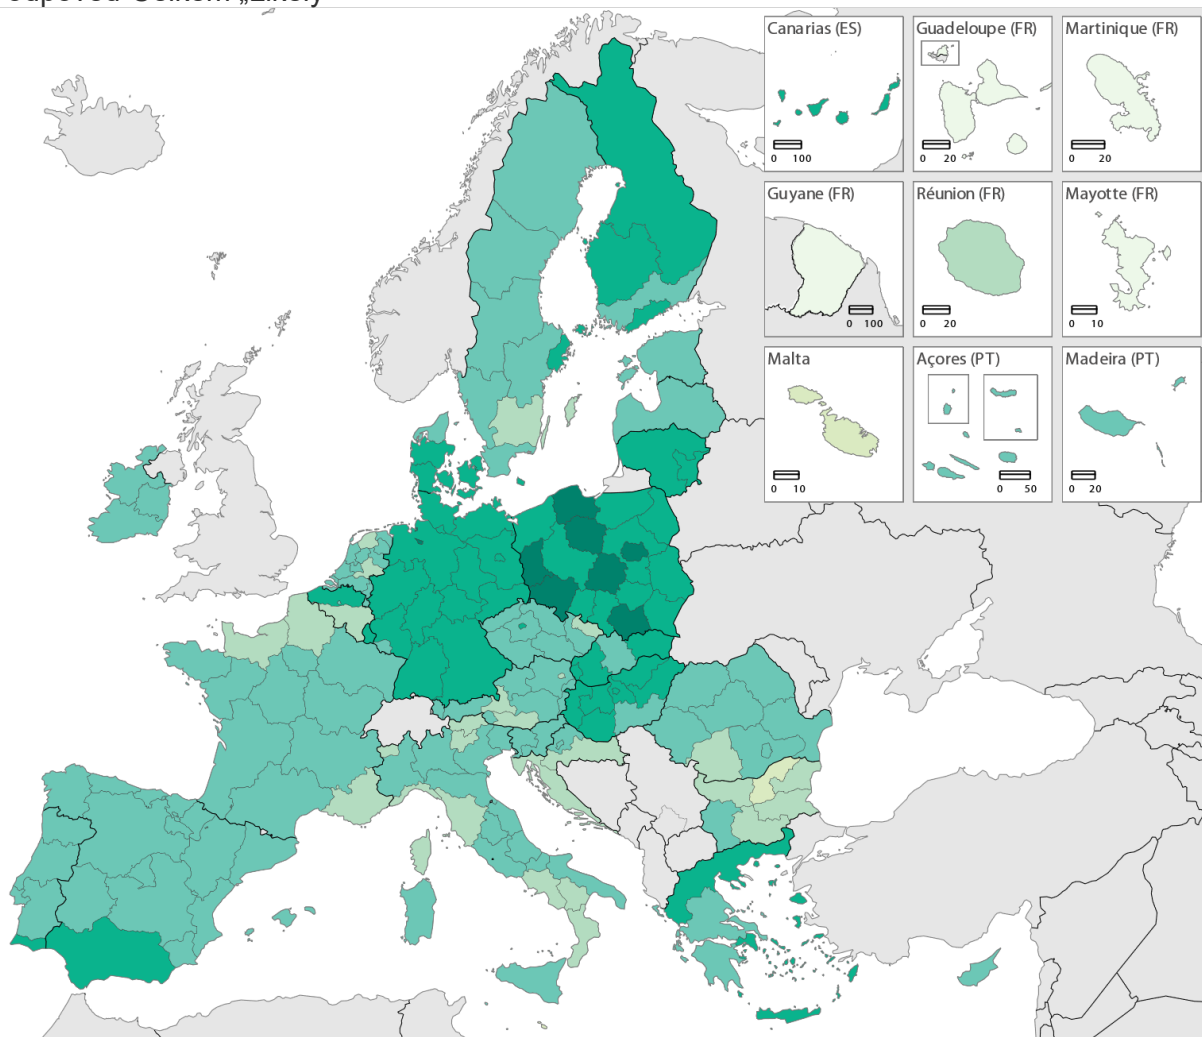 Canarias (ES)
0 100
Guadeloupe (FR)
0 20
Martinique (FR)
0 20
Guyane (FR)
0 100
Réunion (FR)
0 20
Mayotte (FR)
0 10
Malta
0 10
Açores (PT)
0 50
Madeira (PT)
0 20